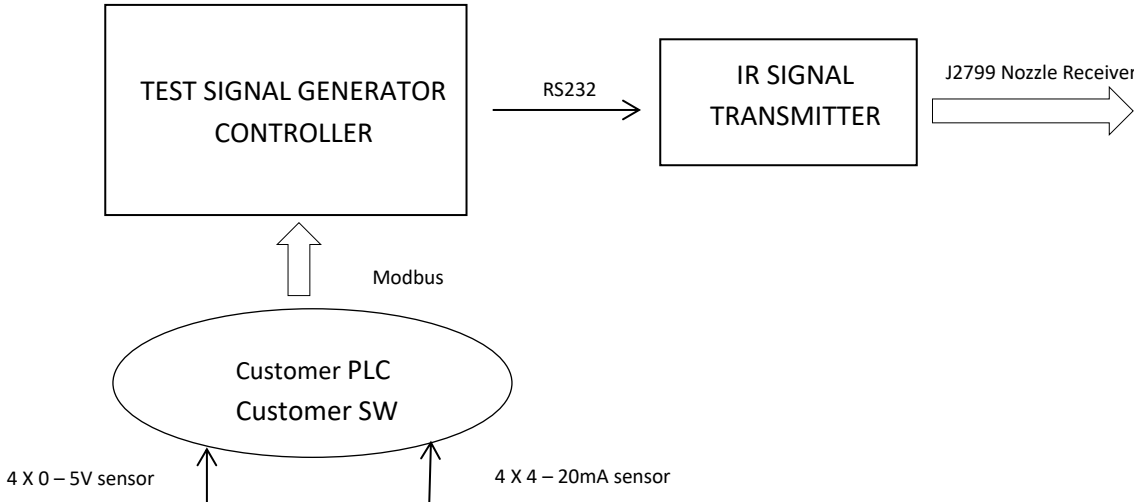 TEST SIGNAL GENERATOR
CONTROLLER
RS232
IR SIGNAL
TRANSMITTER
J2799 Nozzle Receiver
Modbus
Customer PLC
Customer SW
4 X 0 – 5V sensor
4 X 4 – 20mA sensor